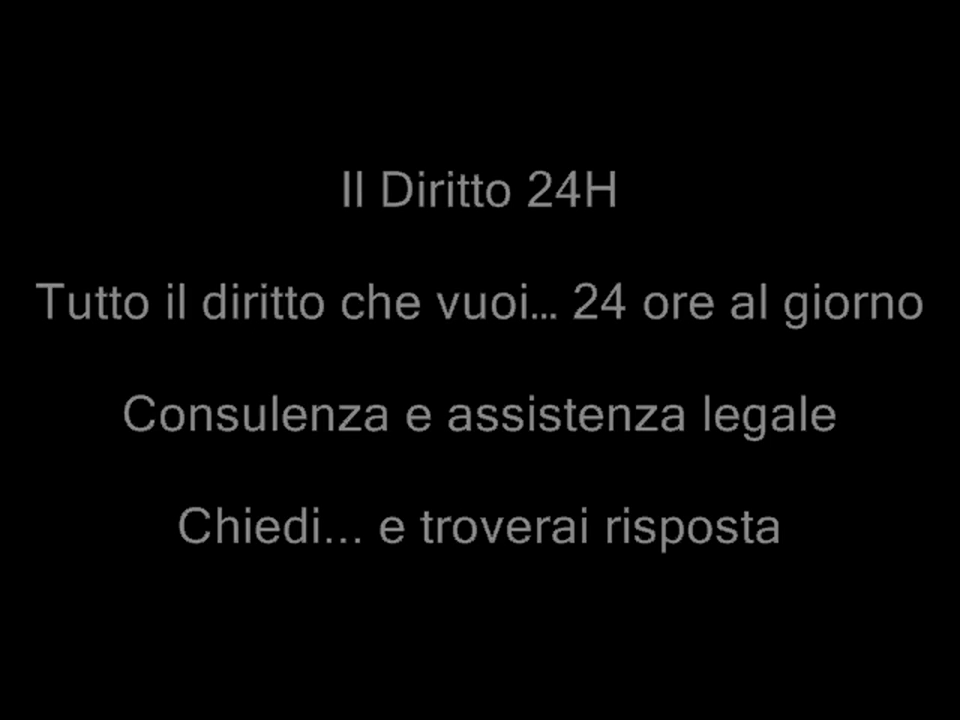 Il Diritto 24H
Tutto il diritto che vuoi... 24 ore al giorno
Consulenza e assistenza legale
Chiedi... e troverai risposta